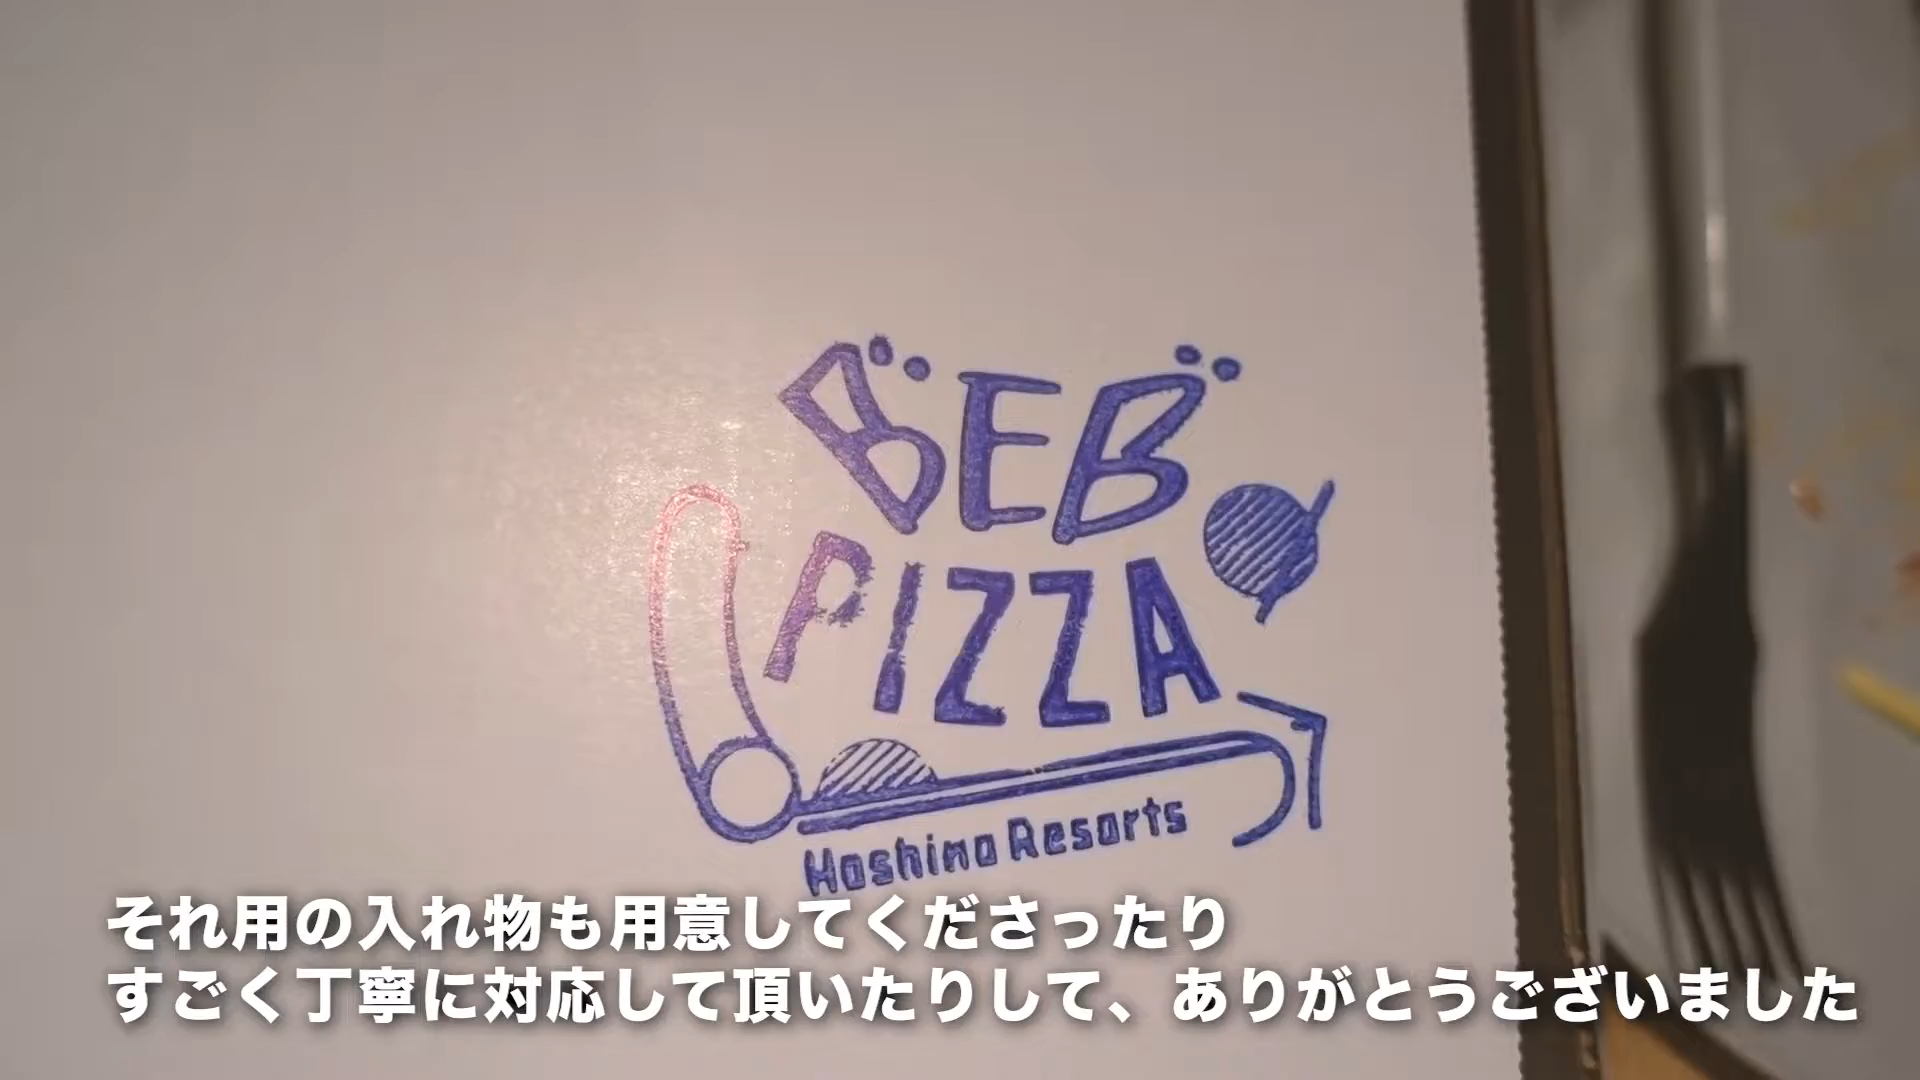 BEB
PIZZA
Hoshino Resorts
それ用の入れ物も用意してくださったり
すごく丁寧に対応して頂いたりして、ありがとうございました